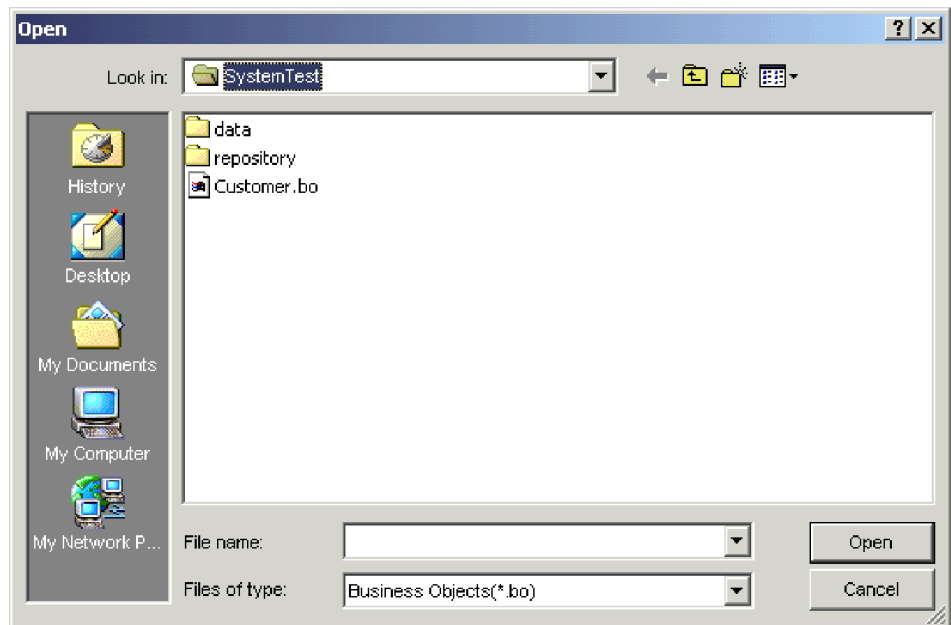 Open
Look in: SystemTest
data
repository
Customer.bo
History
Desktop
My Documents
My Computer
My Network P...
File name:
Open
Files of type: Business Objects(*.bo)
Cancel